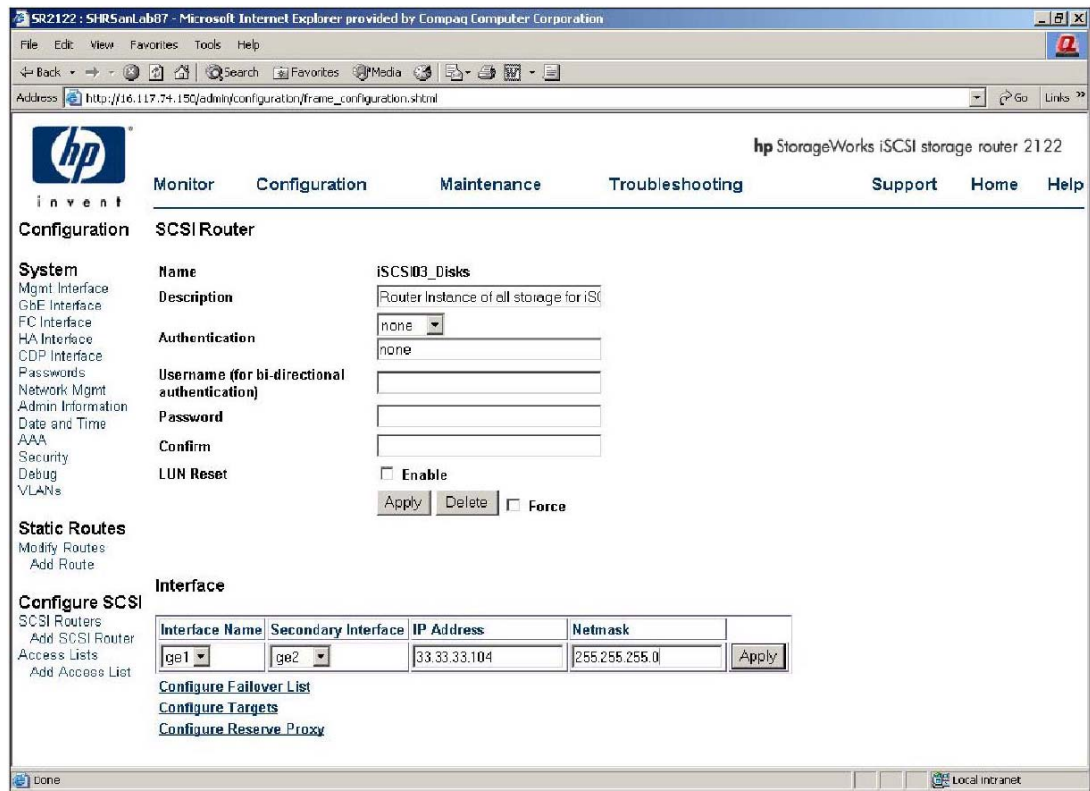 SR2122 : SHRSanLab87 - Microsoft Internet Explorer provided by Compaq Computer Corporation
File Edit View Favorites Tools Help
Back Search Favorites Media
Address http://16.117.74.150/admin/configuration/frame_configuration.shtml Go Links »
hp
invent
hp StorageWorks iSCSI storage router 2122
Monitor Configuration Maintenance Troubleshooting Support Home Help
Configuration
System
Mgmt Interface
GbE Interface
FC Interface
HA Interface
CDP Interface
Passwords
Network Mgmt
Admin Information
Date and Time
AAA
Security
Debug
VLANs
Static Routes
Modify Routes
Add Route
Configure SCSI
SCSI Routers
Add SCSI Router
Access Lists
Add Access List
SCSI Router
Name iSCSI03_Disks
Description Router Instance of all storage for iSC
Authentication none
none
Username (for bi-directional
authentication)
Password
Confirm
LUN Reset Enable
Apply Delete Force
Interface
Interface Name Secondary Interface IP Address Netmask
ge1 ge2 33.33.33.104 255.255.255.0 Apply
Configure Failover List
Configure Targets
Configure Reserve Proxy
Done Local intranet